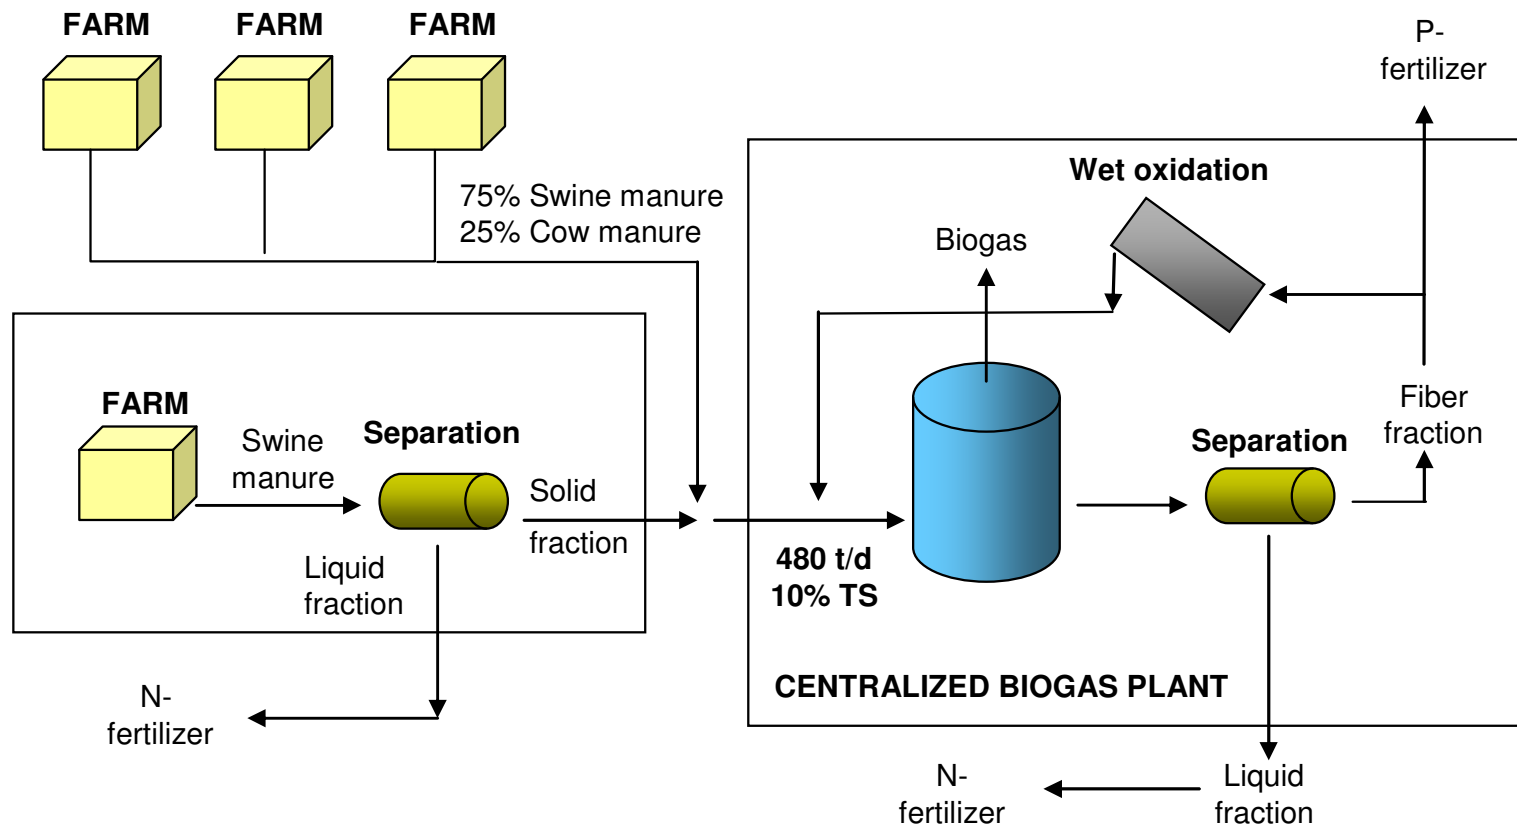 FARM
FARM
FARM
P-
fertilizer
75% Swine manure
25% Cow manure
Wet oxidation
Biogas
FARM
Swine
manure
Separation
Solid
fraction
Liquid
fraction
N-
fertilizer
480 t/d
10% TS
Separation
Fiber
fraction
CENTRALIZED BIOGAS PLANT
N-
fertilizer
Liquid
fraction